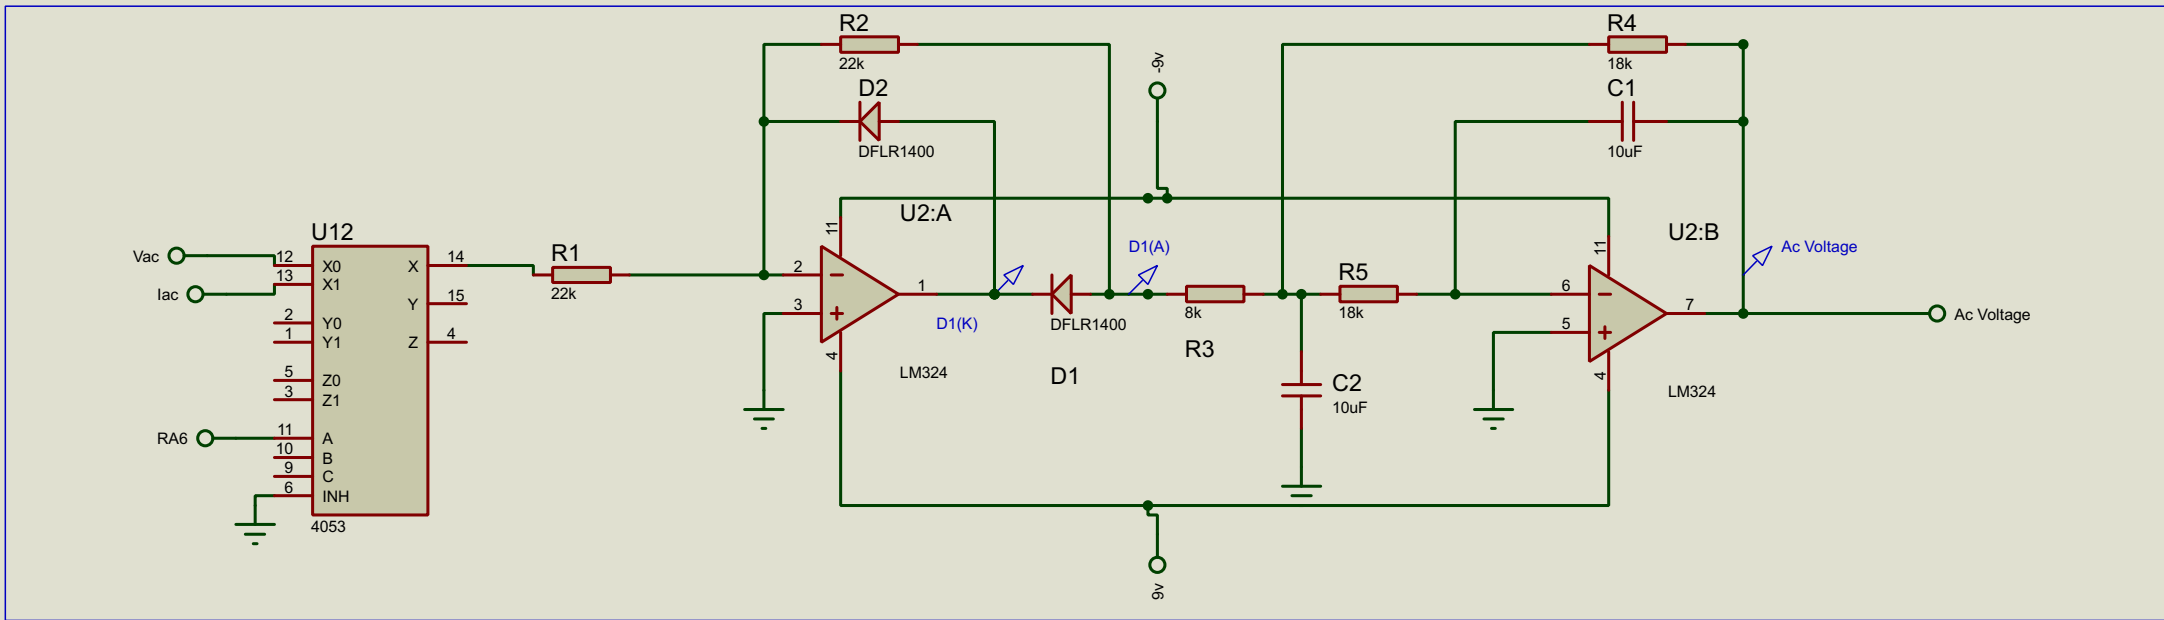 R2
22k
D2
DFLR1400
-9v
R4
18k
C1
10uF
U12
Vac
Iac
RA6
12
13
2
1
5
3
11
10
9
6
X0
X1
Y0
Y1
Z0
Z1
A
B
C
INH
X
Y
Z
14
15
4
4053
R1
22k
U2:A
11
2
3
1
4
LM324
D1(K)
D1(A)
DFLR1400
D1
8k
R3
R5
18k
C2
10uF
U2:B
11
6
5
7
4
LM324
Ac Voltage
Ac Voltage
9v